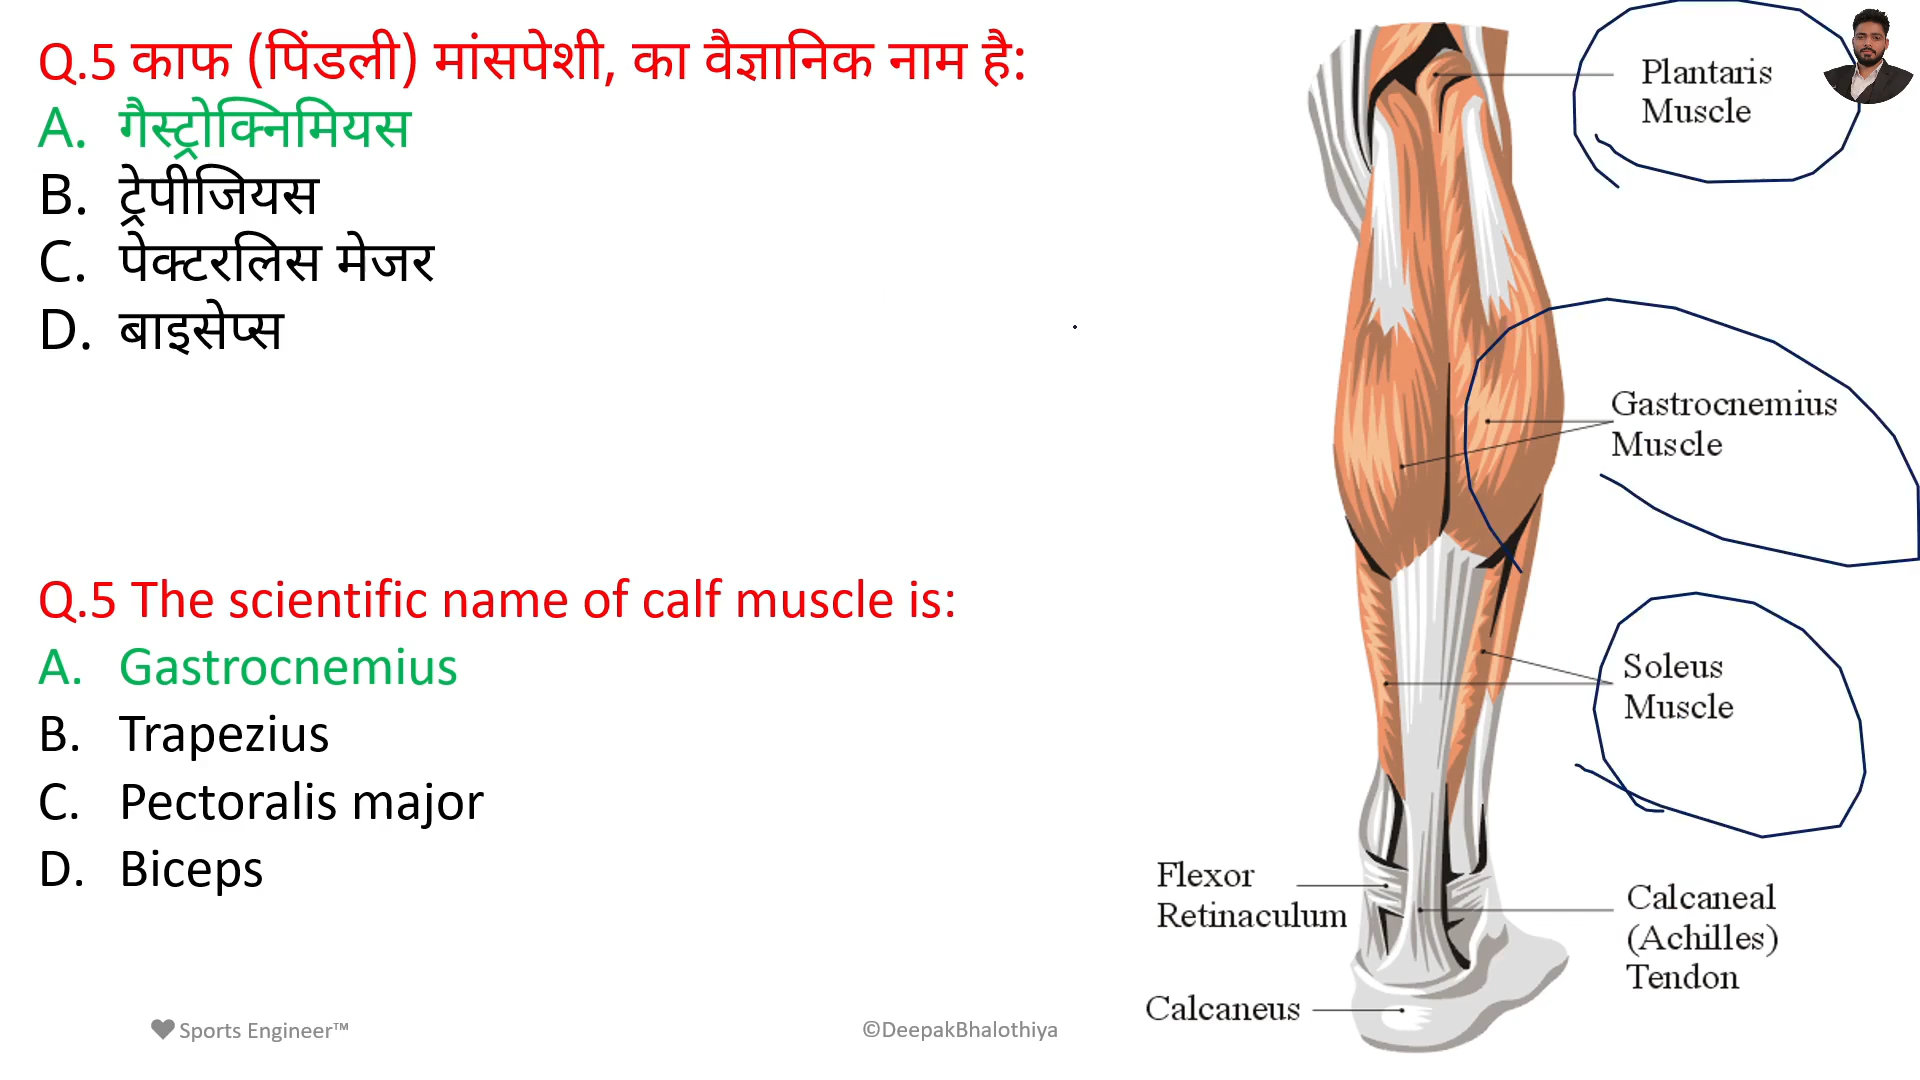 Q.5 काफ (पिंडली) मांसपेशी, का वैज्ञानिक नाम है:
A. गैस्ट्रोक्निमियस
B. ट्रेपीजियस
C. पेक्टरलिस मेजर
D. बाइसेप्स
Q.5 The scientific name of calf muscle is:
A. Gastrocnemius
B. Trapezius
C. Pectoralis major
D. Biceps
Plantaris
Muscle
Gastrocnemius
Muscle
Soleus
Muscle
Flexor
Retinaculum
Calcaneal
(Achilles)
Tendon
Calcaneus
Sports Engineer™
©DeepakBhalothiya